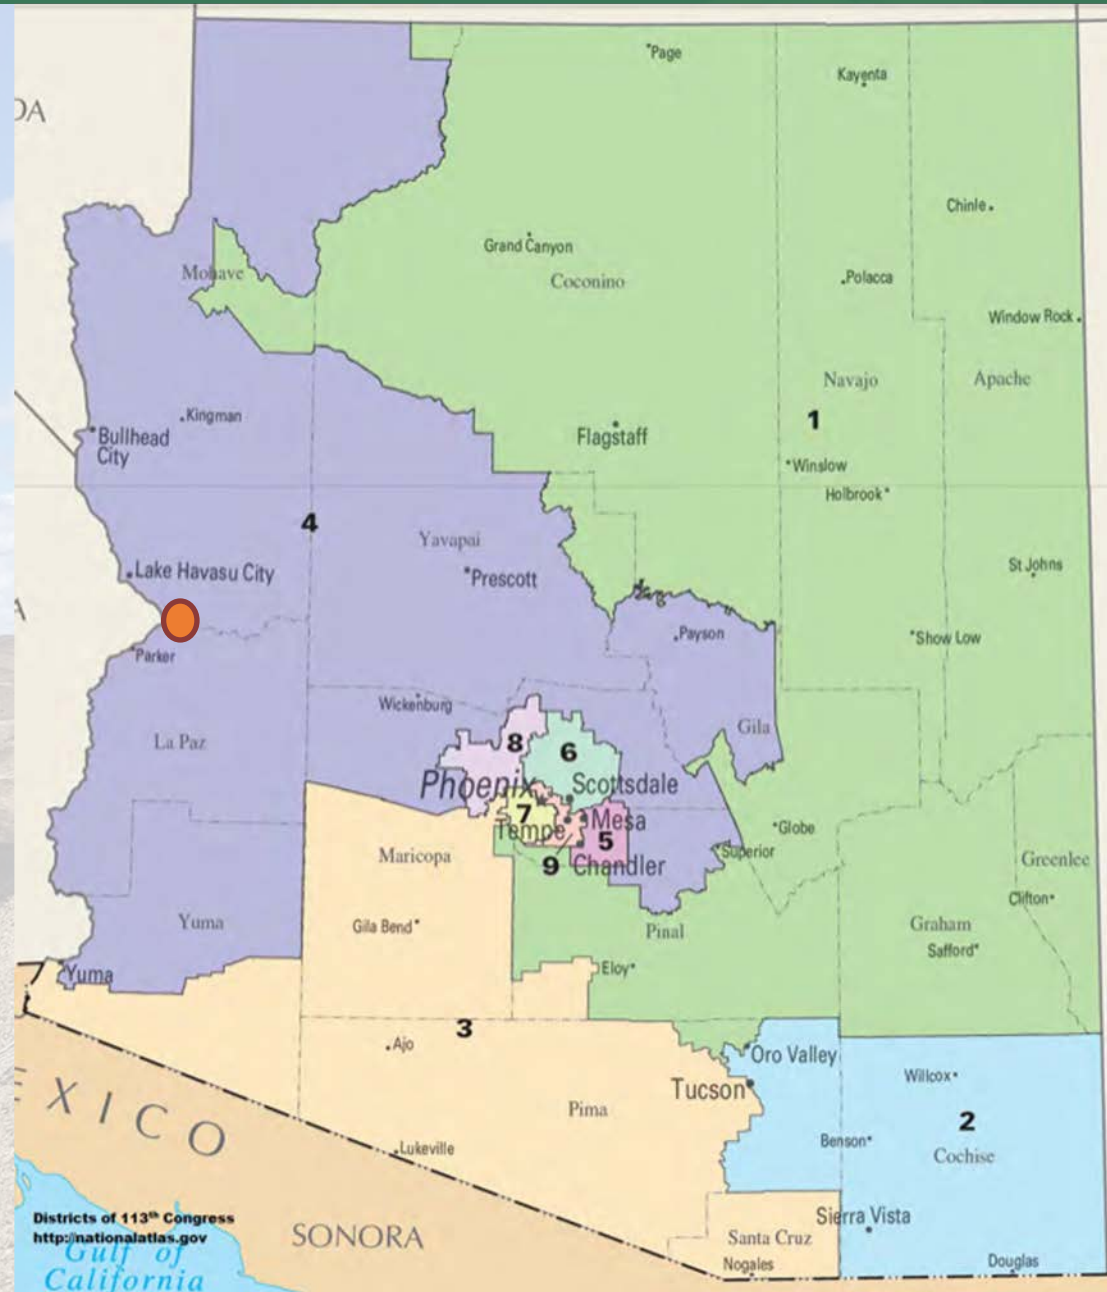 Page
Kayenta
DA
Chinle
Grand Canyon
Mohave
Coconino
Polacca
Window Rock
Navajo
Apache
Kingman
1
Bullhead
City
Flagstaff
Winslow
Holbrook
4
Yavapai
Lake Havasu City
Prescott
St Johns
A
Payson
Show Low
Parker
Wickenburg
Gila
La Paz
8
6
Phoenix
Scottsdale
7
Mesa
Tempe
5
Globe
Superior
Maricopa
9
Chandler
Greenlee
Clifton
Yuma
Gila Bend
Pinal
Graham
Safford
Yuma
Eloy
3
Ajo
Oro Valley
Tucson
Willcox
EXICO
Pima
2
Benson
Cochise
Lukeville
Districts of 113th Congress
http://nationalatlas.gov
Gulf of
California
SONORA
Sierra Vista
Santa Cruz
Nogales
Douglas